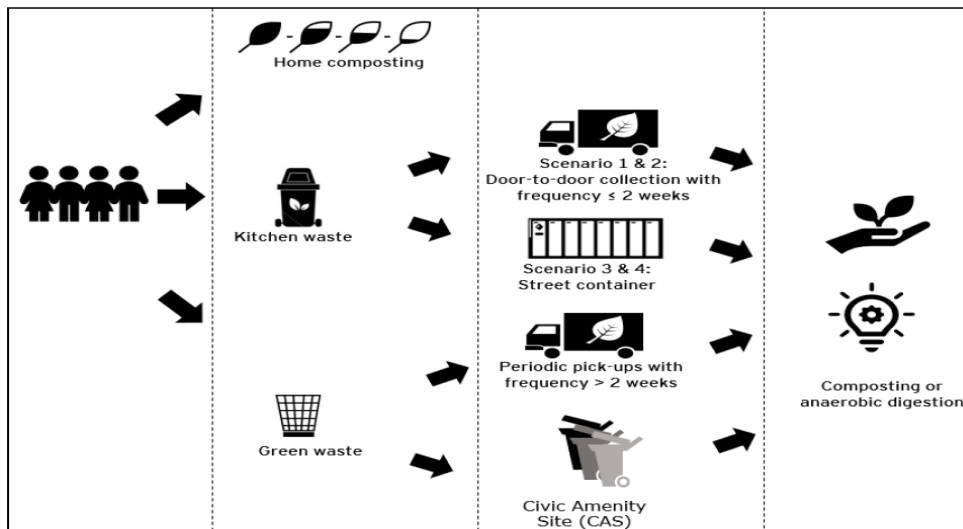 Home composting
Kitchen waste
Green waste
Scenario 1 & 2:
Door-to-door collection with
frequency ≤ 2 weeks
Scenario 3 & 4:
Street container
Periodic pick-ups with
frequency > 2 weeks
Civic Amenity
Site (CAS)
Composting or
anaerobic digestion